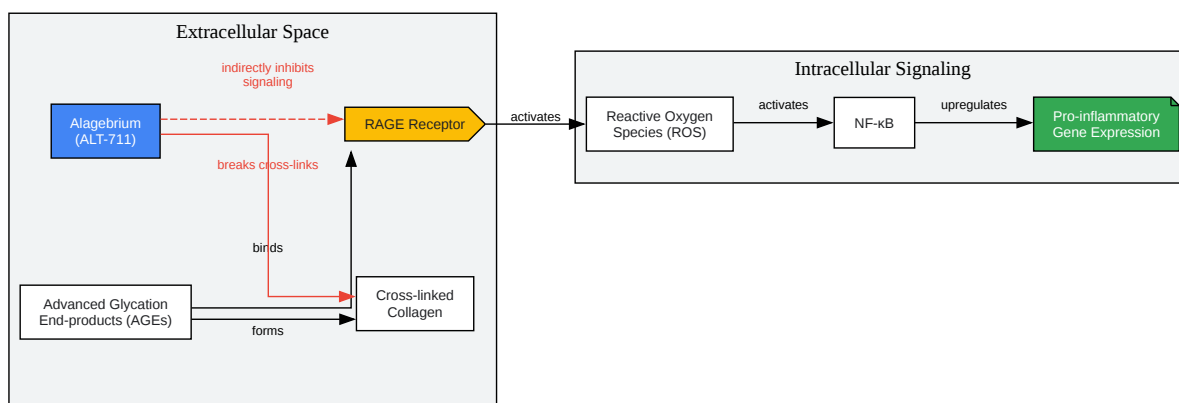 Extracellular Space
indirectly inhibits
signaling
Alagebrium
(ALT-711)
RAGE Receptor
breaks cross-links
binds
Advanced Glycation
End-products (AGEs)
forms
Cross-linked
Collagen
activates
Intracellular Signaling
Reactive Oxygen
Species (ROS)
activates
NF-κB
upregulates
Pro-inflammatory
Gene Expression